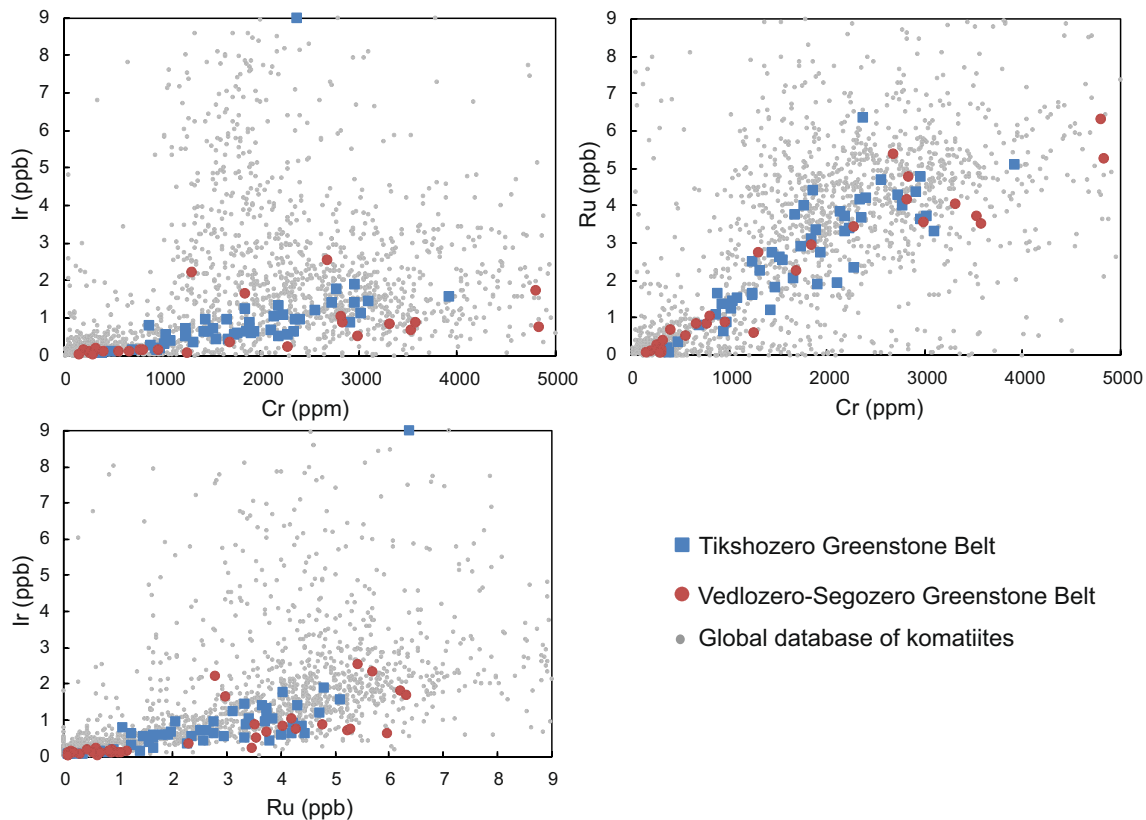 9
8
7
6
5
4
3
2
1
0
Ir (ppb)
0 1000 2000 3000 4000 5000
Cr (ppm)
9
8
7
6
5
4
3
2
1
0
Ru (ppb)
0 1000 2000 3000 4000 5000
Cr (ppm)
9
8
7
6
5
4
3
2
1
0
Ir (ppb)
0 1 2 3 4 5 6 7 8 9
Ru (ppb)
Tikshozero Greenstone Belt
Vedlozero-Segozero Greenstone Belt
Global database of komatiites